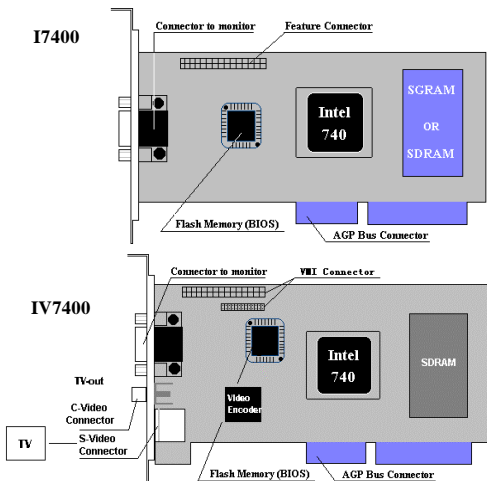 I7400
Connector to monitor
Feature Connector
Intel
740
SGRAM
OR
SDRAM
Flash Memory (BIOS)
AGP Bus Connector
IV7400
Connector to monitor
VMI Connector
TV-out
C-Video
Connector
S-Video
Connector
TV
Video
Encoder
Intel
740
SDRAM
Flash Memory (BIOS)
AGP Bus Connector